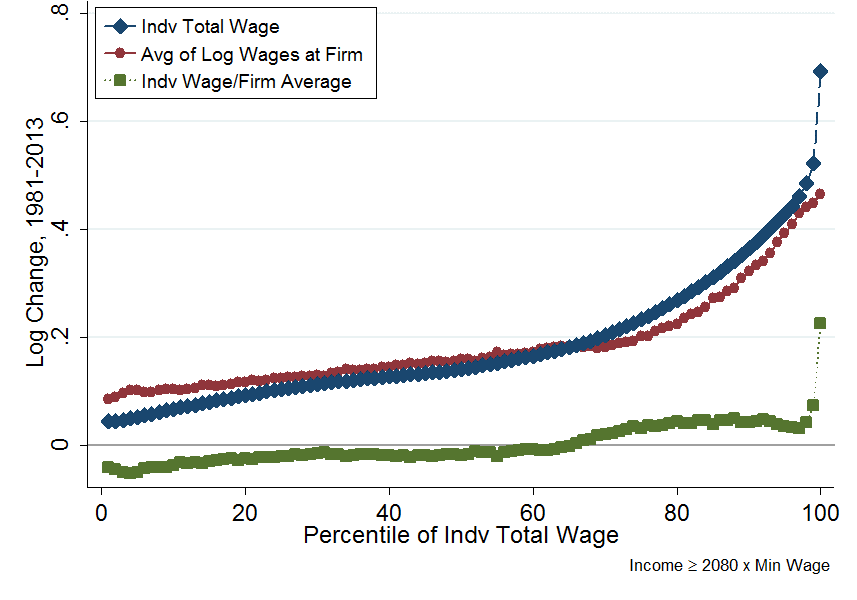 Indv Total Wage
Avg of Log Wages at Firm
Indv Wage/Firm Average
Log Change, 1981-2013
.8
.6
.4
.2
0
0 20 40 60 80 100
Percentile of Indv Total Wage
Income ≥ 2080 x Min Wage